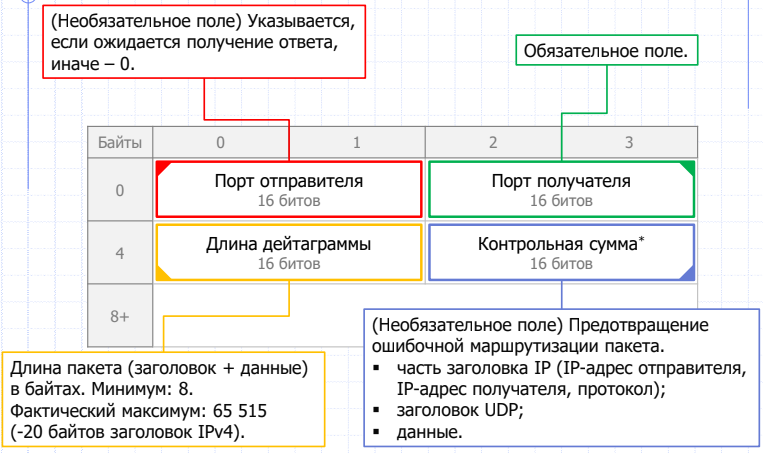 (Необязательное поле) Указывается,
если ожидается получение ответа,
иначе – 0.
Обязательное поле.
Байты 0 1 2 3
0 Порт отправителя Порт получателя
16 битов 16 битов
4 Длина дейтаграммы Контрольная сумма*
16 битов 16 битов
8+
Длина пакета (заголовок + данные)
в байтах. Минимум: 8.
Фактический максимум: 65 515
(-20 байтов заголовок IPv4).
(Необязательное поле) Предотвращение
ошибочной маршрутизации пакета.
▪ часть заголовка IP (IP-адрес отправителя,
IP-адрес получателя, протокол);
▪ заголовок UDP;
▪ данные.